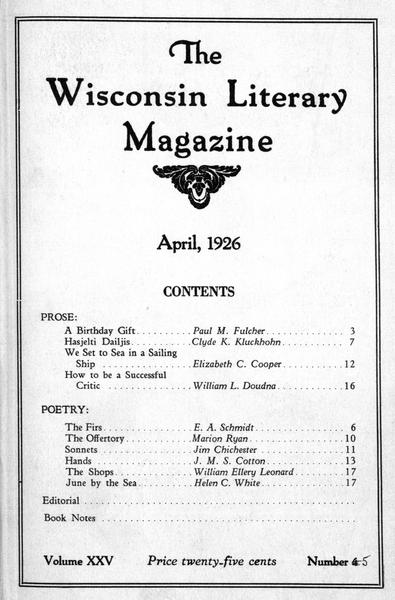 The
Wisconsin Literary
Magazine
April, 1926
CONTENTS
PROSE:
A Birthday Gift.......... Paul M. Fulcher............. 3
Hasjelti Dailjis........... Clyde K. Kluckhohn......... 7
We Set to Sea in a Sailing
Ship ................ Elizabeth C. Cooper.......... 12
How to be a Successful
Critic ................ William L. Doudna........... 16
POETRY:
The Firs................. E. A. Schmidt............... 6
The Offertory............ Marion Ryan................ 10
Sonnets ................. Jim Chichester.............. 11
Hands .................. J. M. S. Cotton............. 13
The Shops............... William Ellery Leonard....... 17
June by the Sea.......... Helen C. White.............. 17
Editorial ........................................
Book Notes ......................................
Volume XXV Price twenty-five cents Number 4 5